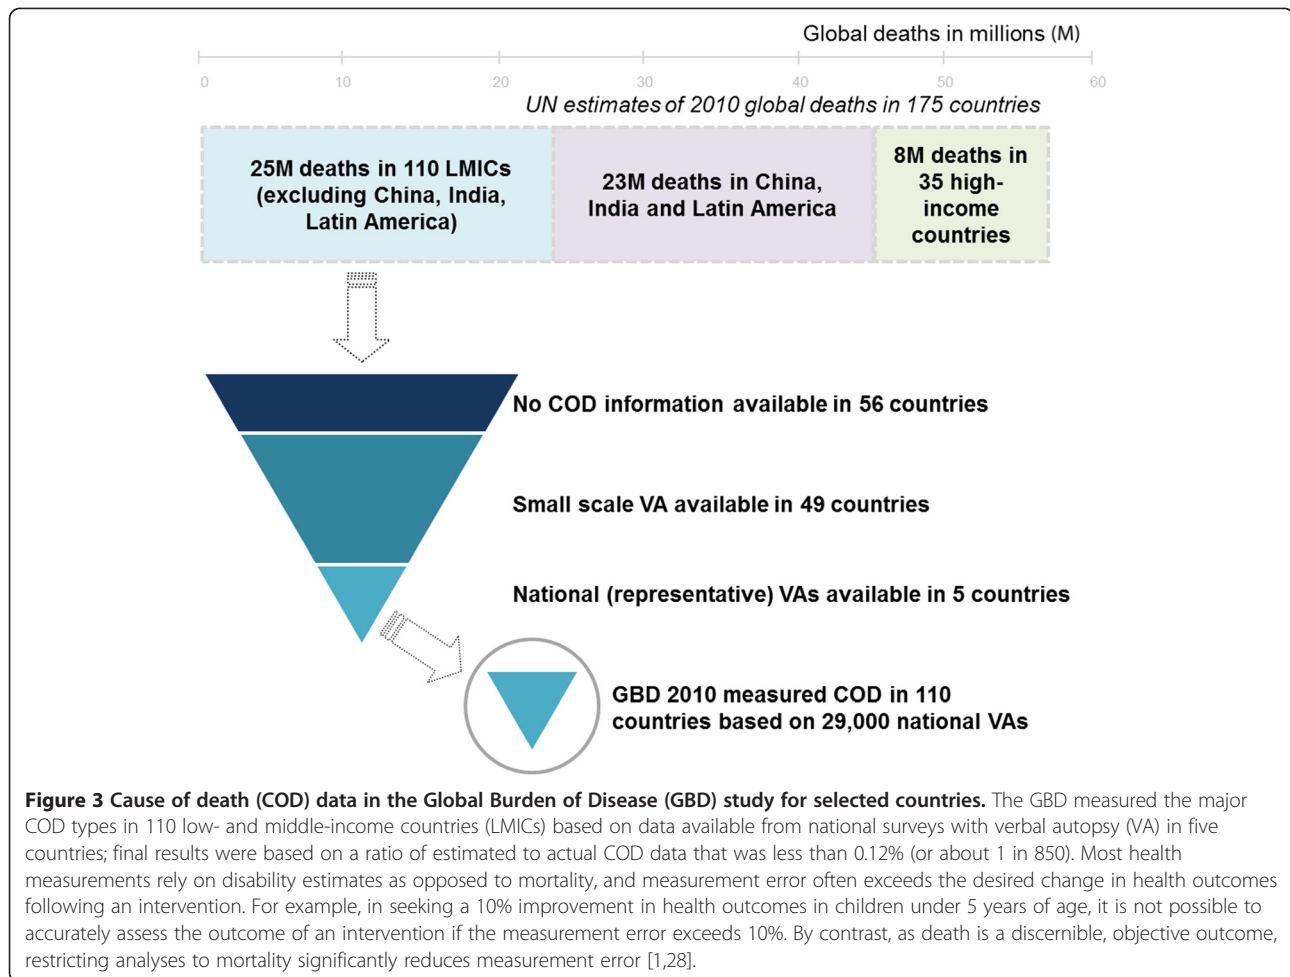 Global deaths in millions (M)
0 10 20 30 40 50 60
UN estimates of 2010 global deaths in 175 countries
25M deaths in 110 LMICs
(excluding China, India,
Latin America)
23M deaths in China,
India and Latin America
8M deaths in
35 high-
income
countries
No COD information available in 56 countries
Small scale VA available in 49 countries
National (representative) VAs available in 5 countries
GBD 2010 measured COD in 110
countries based on 29,000 national VAs
Figure 3 Cause of death (COD) data in the Global Burden of Disease (GBD) study for selected countries. The GBD measured the major
COD types in 110 low- and middle-income countries (LMICs) based on data available from national surveys with verbal autopsy (VA) in five
countries; final results were based on a ratio of estimated to actual COD data that was less than 0.12% (or about 1 in 850). Most health
measurements rely on disability estimates as opposed to mortality, and measurement error often exceeds the desired change in health outcomes
following an intervention. For example, in seeking a 10% improvement in health outcomes in children under 5 years of age, it is not possible to
accurately assess the outcome of an intervention if the measurement error exceeds 10%. By contrast, as death is a discernible, objective outcome,
restricting analyses to mortality significantly reduces measurement error [1,28].